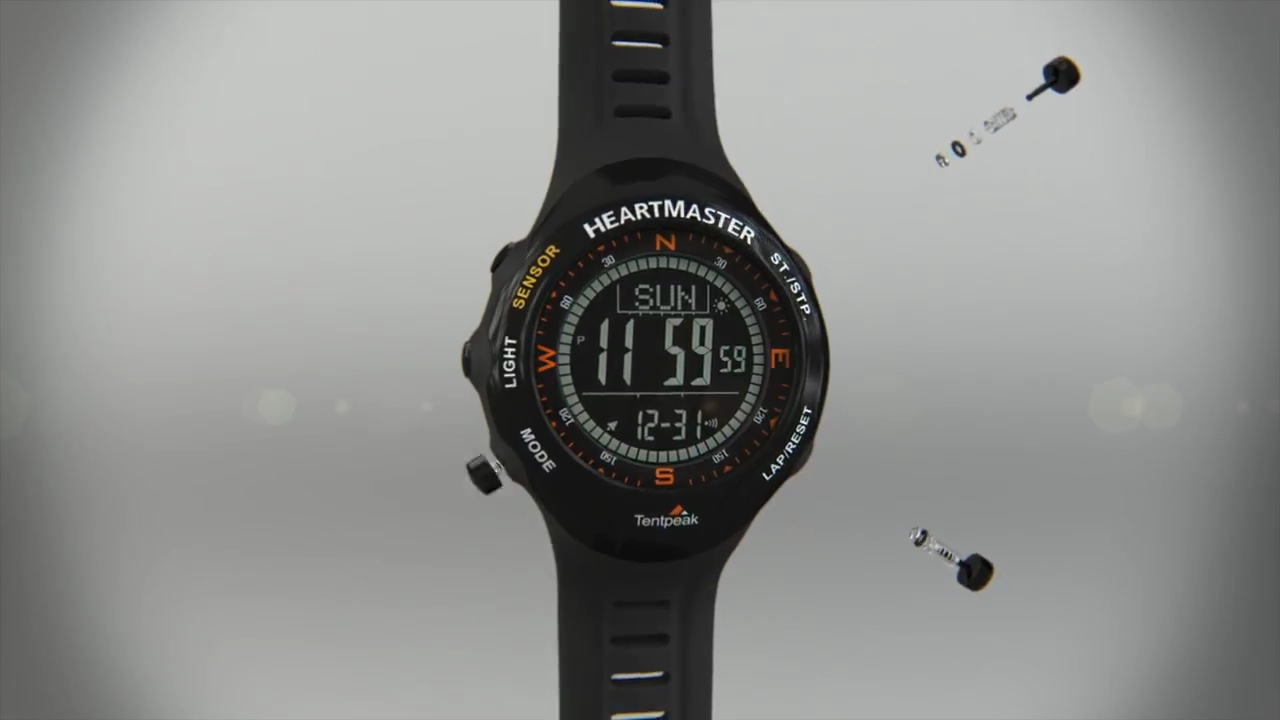 HEARTMASTER
SENSOR
ST./STP.
N
30
30
60
60
SUN
LIGHT
W
P 11 59 59
E
12-31
120
120
MODE
LAP/RESET
150
150
S
Tentpeak